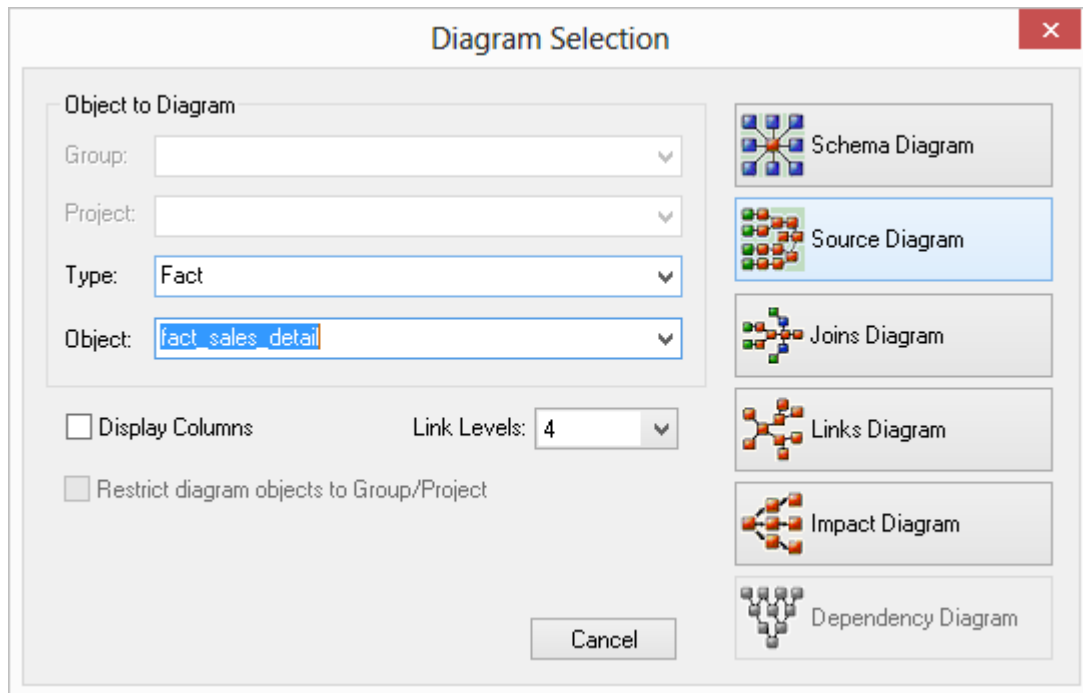 Diagram Selection
Object to Diagram
Group:
Project:
Type: Fact
Object: fact_sales_detail
Display Columns Link Levels: 4
Restrict diagram objects to Group/Project
Cancel
Schema Diagram
Source Diagram
Joins Diagram
Links Diagram
Impact Diagram
Dependency Diagram